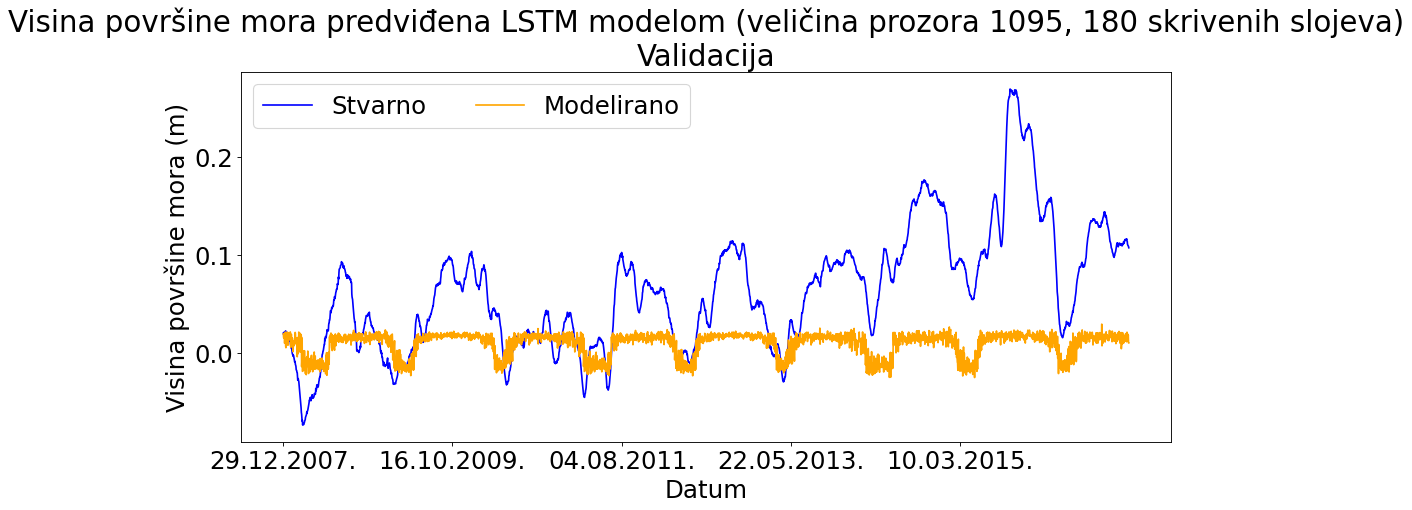 Visina površine mora predviđena LSTM modelom (veličina prozora 1095, 180 skrivenih slojeva)
Validacija
Stvarno
Modelirano
Visina površine mora (m)
0.2
0.1
0.0
29.12.2007.
16.10.2009.
04.08.2011.
22.05.2013.
10.03.2015.
Datum